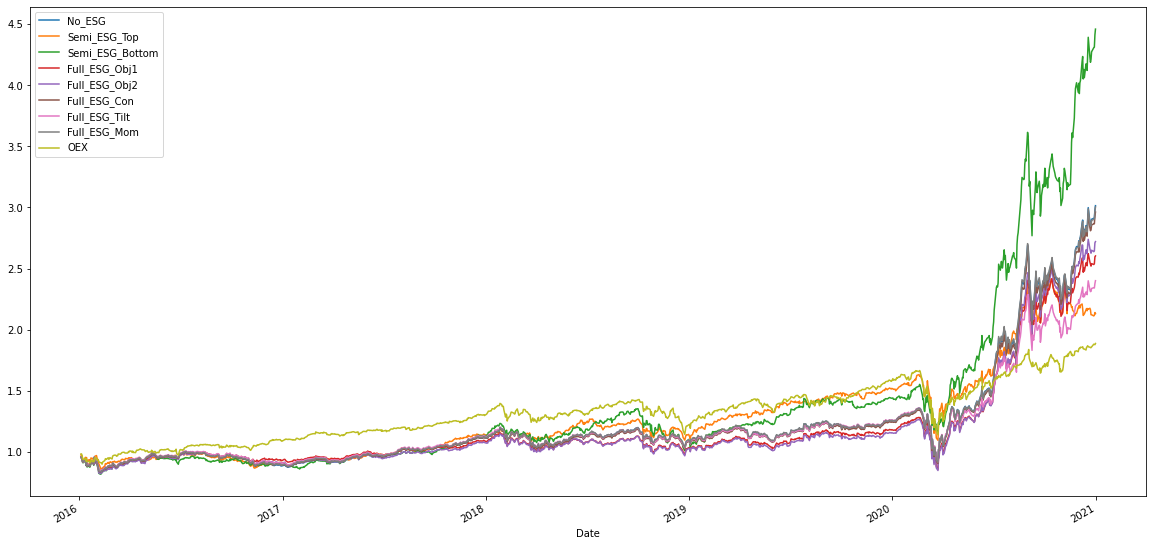 4.5
4.0
3.5
3.0
2.5
2.0
1.5
1.0
No_ESG
Semi_ESG_Top
Semi_ESG_Bottom
Full_ESG_Obj1
Full_ESG_Obj2
Full_ESG_Con
Full_ESG_Tilt
Full_ESG_Mom
OEX
2016
2017
2018
2019
2020
2021
Date